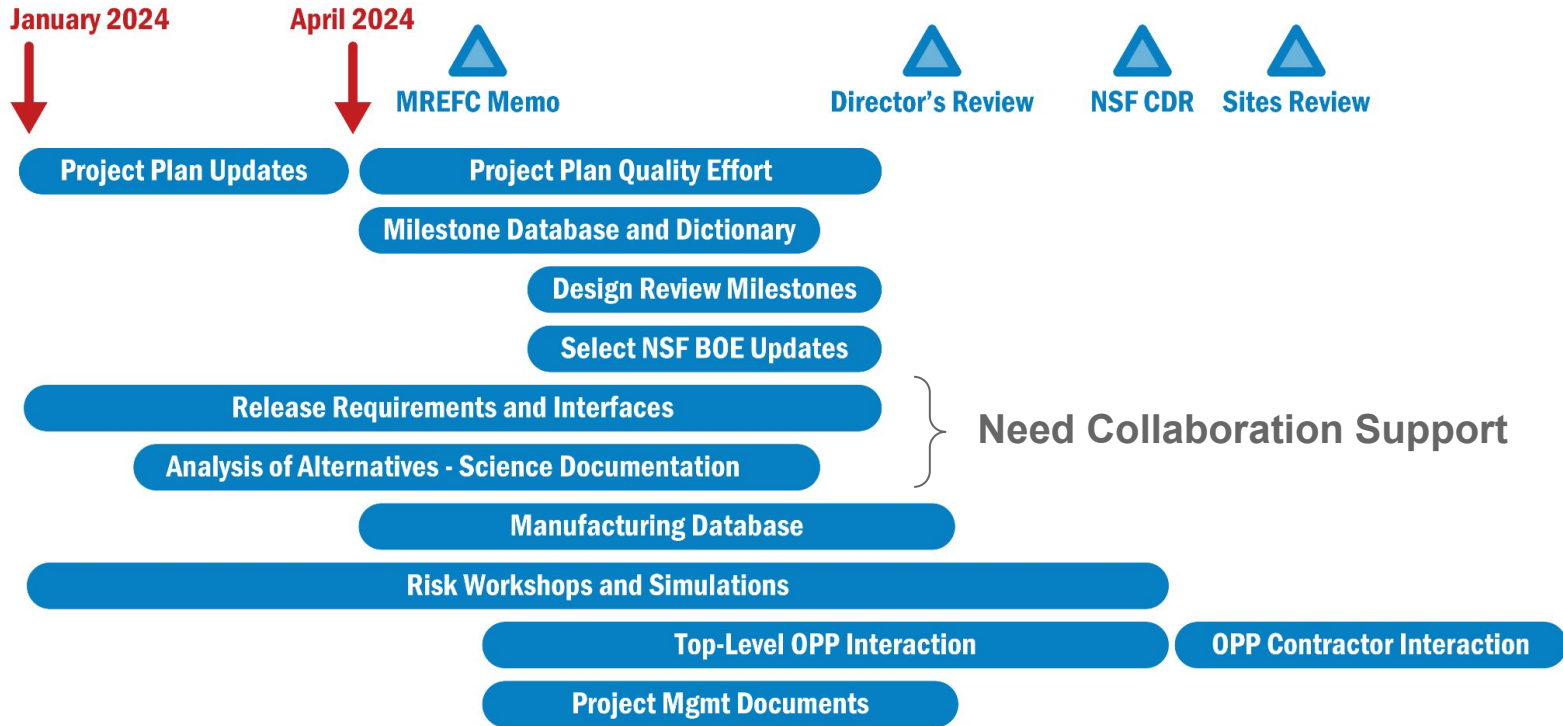 January 2024
April 2024
MREFC Memo
Director's Review
NSF CDR
Sites Review
Project Plan Updates
Project Plan Quality Effort
Milestone Database and Dictionary
Design Review Milestones
Select NSF BOE Updates
Release Requirements and Interfaces
Need Collaboration Support
Analysis of Alternatives - Science Documentation
Manufacturing Database
Risk Workshops and Simulations
Top-Level OPP Interaction
OPP Contractor Interaction
Project Mgmt Documents